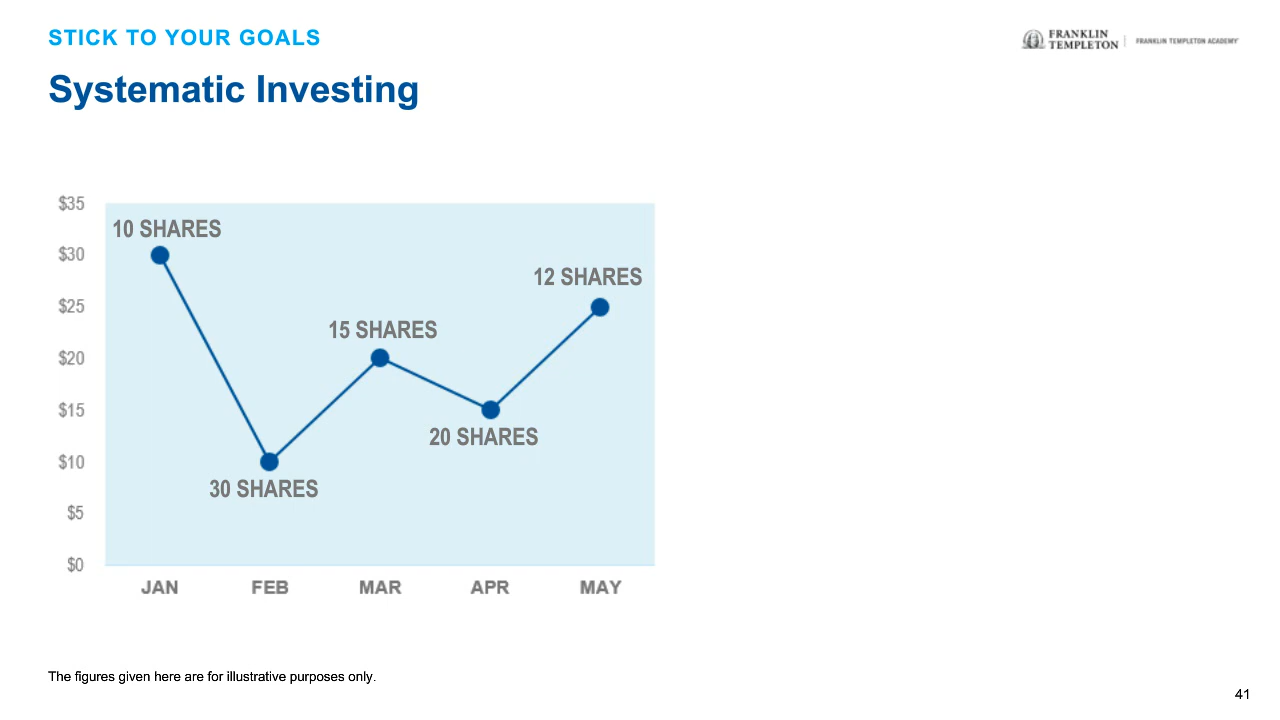 STICK TO YOUR GOALS
FRANKLIN
TEMPLETON
FRANKLIN TEMPLETON ACADEMY
Systematic Investing
$35
$30
$25
$20
$15
$10
$5
$0
10 SHARES
30 SHARES
15 SHARES
20 SHARES
12 SHARES
JAN FEB MAR APR MAY
The figures given here are for illustrative purposes only.
41